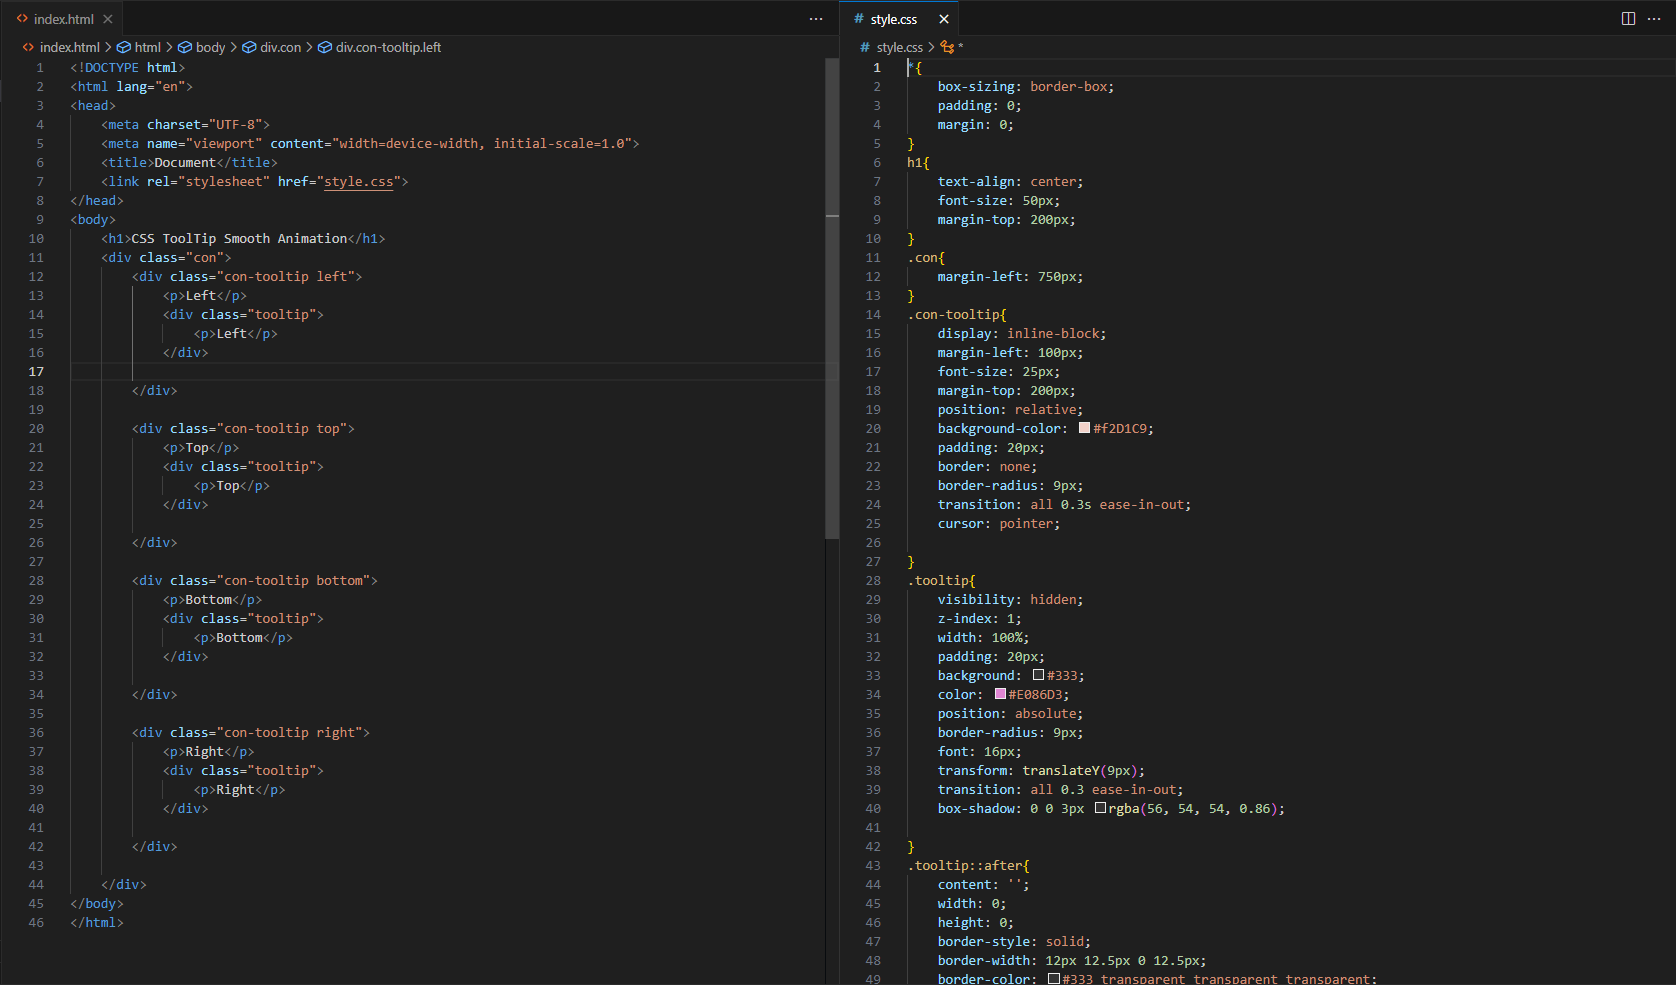 index.html
index.html > html > body > div.con > div.con-tooltip.left
1 <!DOCTYPE html>
2 <html lang="en">
3 <head>
4 <meta charset="UTF-8">
5 <meta name="viewport" content="width=device-width, initial-scale=1.0">
6 <title>Document</title>
7 <link rel="stylesheet" href="style.css">
8 </head>
9 <body>
10 <h1>CSS ToolTip Smooth Animation</h1>
11 <div class="con">
12 <div class="con-tooltip left">
13 <p>Left</p>
14 <div class="tooltip">
15 <p>Left</p>
16 </div>
17
18 </div>
19
20 <div class="con-tooltip top">
21 <p>Top</p>
22 <div class="tooltip">
23 <p>Top</p>
24 </div>
25
26 </div>
27
28 <div class="con-tooltip bottom">
29 <p>Bottom</p>
30 <div class="tooltip">
31 <p>Bottom</p>
32 </div>
33
34 </div>
35
36 <div class="con-tooltip right">
37 <p>Right</p>
38 <div class="tooltip">
39 <p>Right</p>
40 </div>
41
42 </div>
43
44 </div>
45 </body>
46 </html>
# style.css
# style.css > *
1 *{
2 box-sizing: border-box;
3 padding: 0;
4 margin: 0;
5 }
6 h1{
7 text-align: center;
8 font-size: 50px;
9 margin-top: 200px;
10 }
11 .con{
12 margin-left: 750px;
13 }
14 .con-tooltip{
15 display: inline-block;
16 margin-left: 100px;
17 font-size: 25px;
18 margin-top: 200px;
19 position: relative;
20 background-color: #f2D1C9;
21 padding: 20px;
22 border: none;
23 border-radius: 9px;
24 transition: all 0.3s ease-in-out;
25 cursor: pointer;
26
27 }
28 .tooltip{
29 visibility: hidden;
30 z-index: 1;
31 width: 100%;
32 padding: 20px;
33 background: #333;
34 color: #E086D3;
35 position: absolute;
36 border-radius: 9px;
37 font: 16px;
38 transform: translateY(9px);
39 transition: all 0.3 ease-in-out;
40 box-shadow: 0 0 3px rgba(56, 54, 54, 0.86);
41
42 }
43 .tooltip::after{
44 content: '';
45 width: 0;
46 height: 0;
47 border-style: solid;
48 border-width: 12px 12.5px 0 12.5px;
49 border-color: #333 transparent transparent transparent;